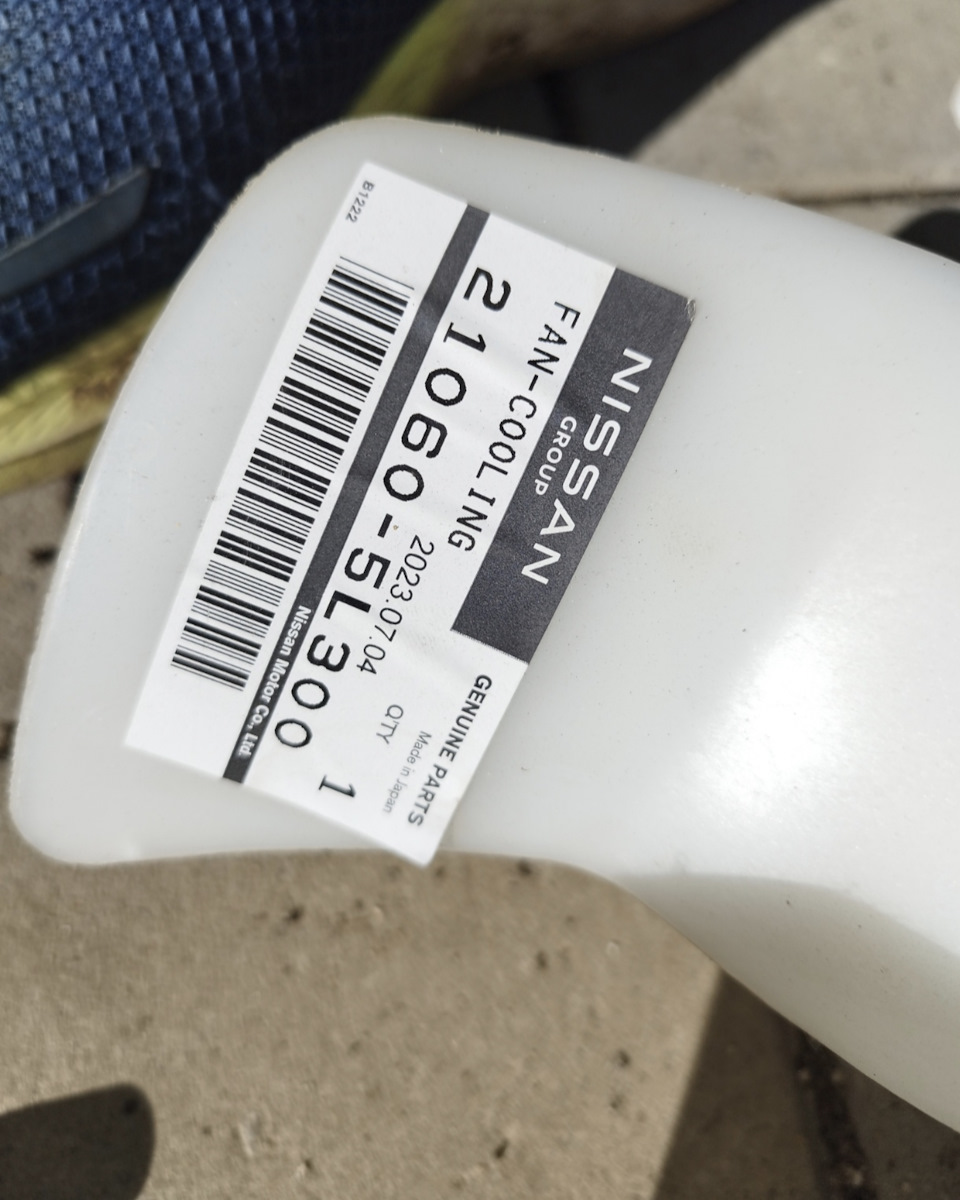 NISSAN
GROUP
GENUINE PARTS
FAN-COOLING
Made in Japan
2023.07.04
Q'TY
21060-5L300
1
Nissan Motor Co., Ltd.
B1222